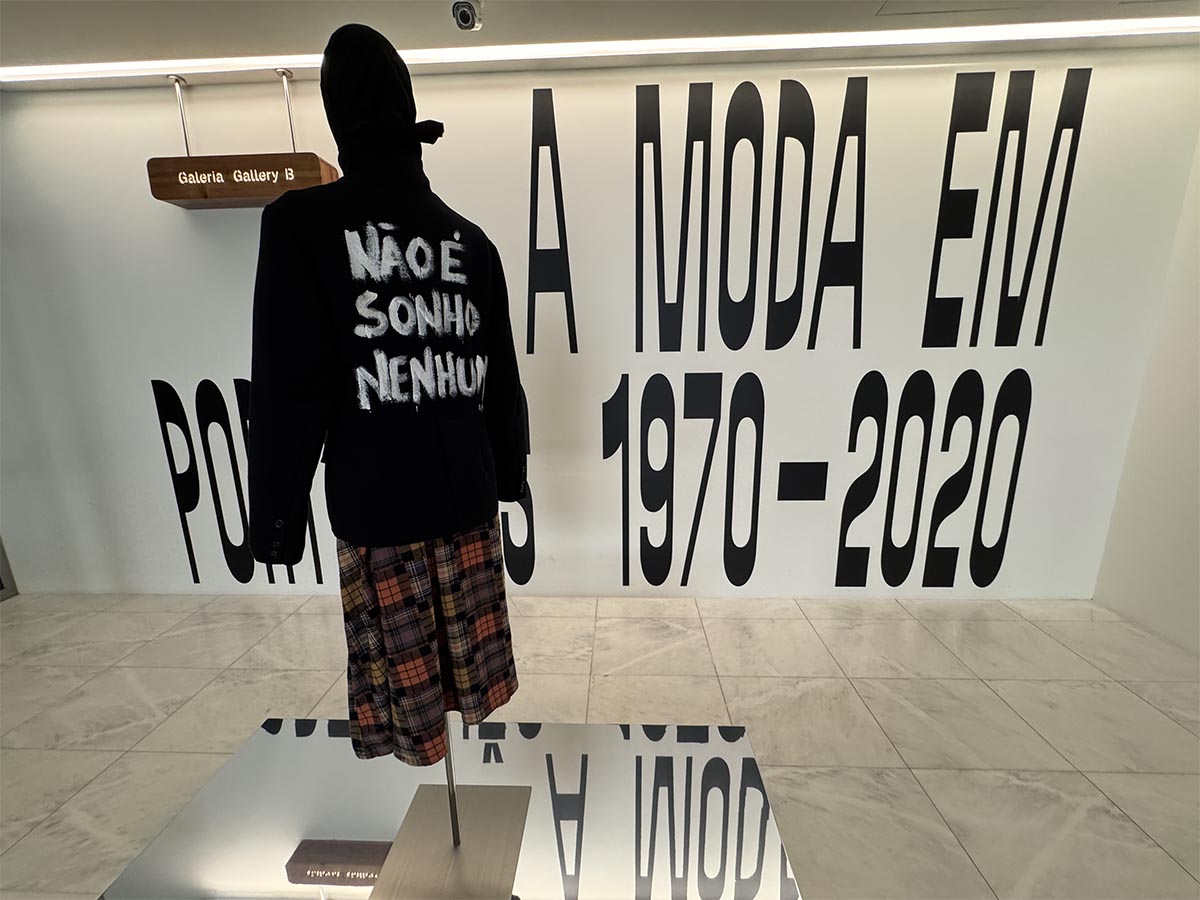 Galeria Gallery B
A MODA EM
1970-2020
NÃO É
SONHO
NENHUM